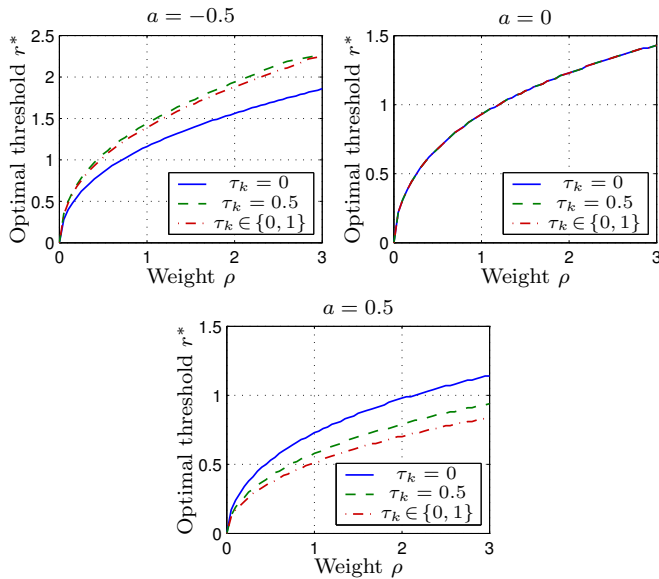 a = −0.5
Optimal threshold r*
2.5
2
1.5
1
0.5
0
0 1 2 3
Weight ρ
τk = 0
τk = 0.5
τk ∈ {0, 1}
a = 0
Optimal threshold r*
1.5
1
0.5
0
0 1 2 3
Weight ρ
τk = 0
τk = 0.5
τk ∈ {0, 1}
a = 0.5
Optimal threshold r*
1.5
1
0.5
0
0 1 2 3
Weight ρ
τk = 0
τk = 0.5
τk ∈ {0, 1}